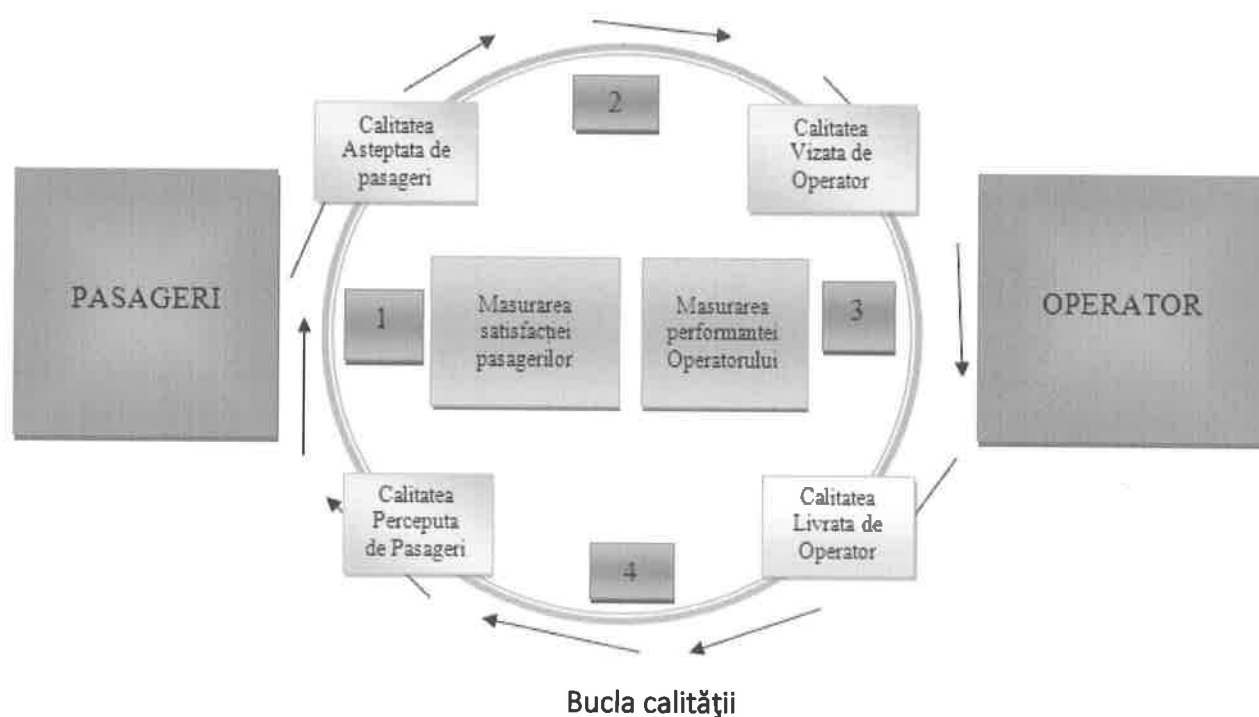 2
Calitatea
Asteptata de
pasageri
Calitatea
Vizata de
Operator
PASAGERI
1
Masurarea
satisfacției
pasagerilor
Masurarea
performantei
Operatorului
3
OPERATOR
Calitatea
Perceputa
de Pasageri
Calitatea
Livrata de
Operator
4
Bucla calităţii